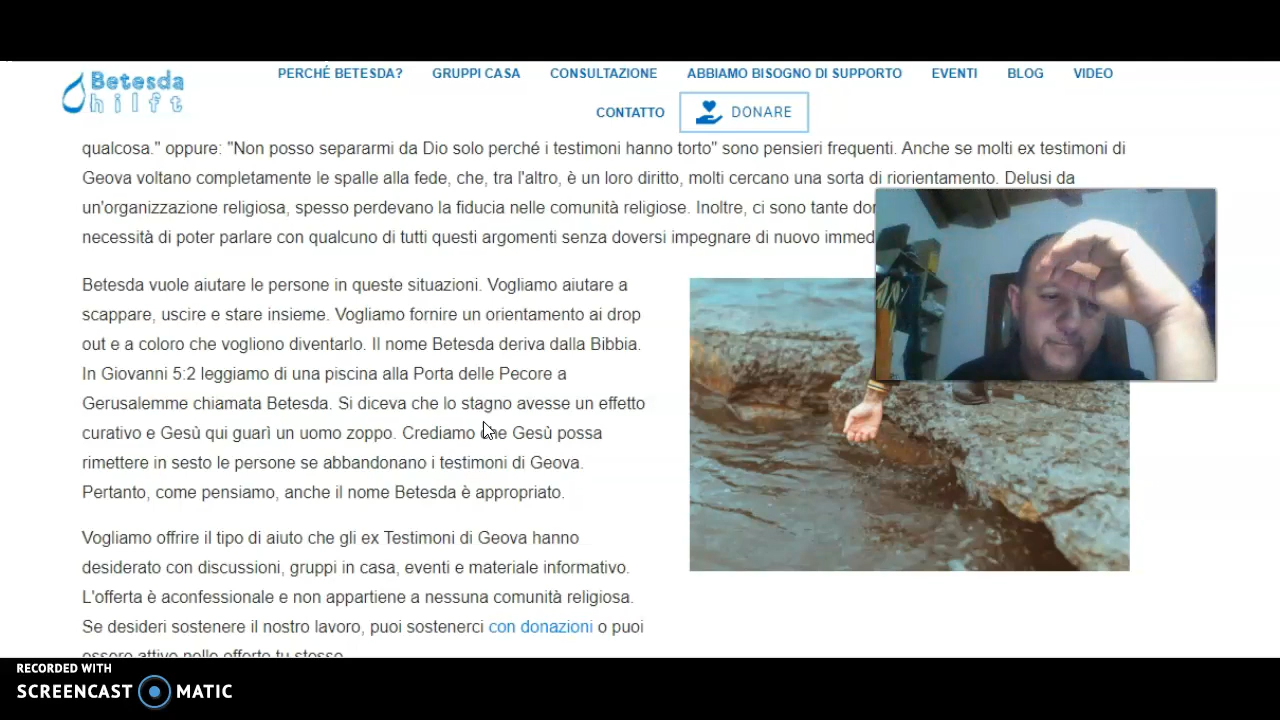 Betesda
hilft
PERCHÉ BETESDA? GRUPPI CASA CONSULTAZIONE ABBIAMO BISOGNO DI SUPPORTO EVENTI BLOG VIDEO
CONTATTO DONARE
qualcosa." oppure: "Non posso separarmi da Dio solo perché i testimoni hanno torto" sono pensieri frequenti. Anche se molti ex testimoni di
Geova voltano completamente le spalle alla fede, che, tra l'altro, è un loro diritto, molti cercano una sorta di riorientamento. Delusi da
un'organizzazione religiosa, spesso perdevano la fiducia nelle comunità religiose. Inoltre, ci sono tante
necessità di poter parlare con qualcuno di tutti questi argomenti senza doversi impegnare di nuovo
Betesda vuole aiutare le persone in queste situazioni. Vogliamo aiutare a
scappare, uscire e stare insieme. Vogliamo fornire un orientamento ai drop
out e a coloro che vogliono diventarlo. Il nome Betesda deriva dalla Bibbia.
In Giovanni 5:2 leggiamo di una piscina alla Porta delle Pecore a
Gerusalemme chiamata Betesda. Si diceva che lo stagno avesse un effetto
curativo e Gesù qui guarì un uomo zoppo. Crediamo che Gesù possa
rimettere in sesto le persone se abbandonano i testimoni di Geova.
Pertanto, come pensiamo, anche il nome Betesda è appropriato.
Vogliamo offrire il tipo di aiuto che gli ex Testimoni di Geova hanno
desiderato con discussioni, gruppi in casa, eventi e materiale informativo.
L'offerta è aconfessionale e non appartiene a nessuna comunità religiosa.
Se desideri sostenere il nostro lavoro, puoi sostenerci con donazioni o puoi
essere attivo nelle offerte tu stesso.
RECORDED WITH
SCREENCAST MATIC